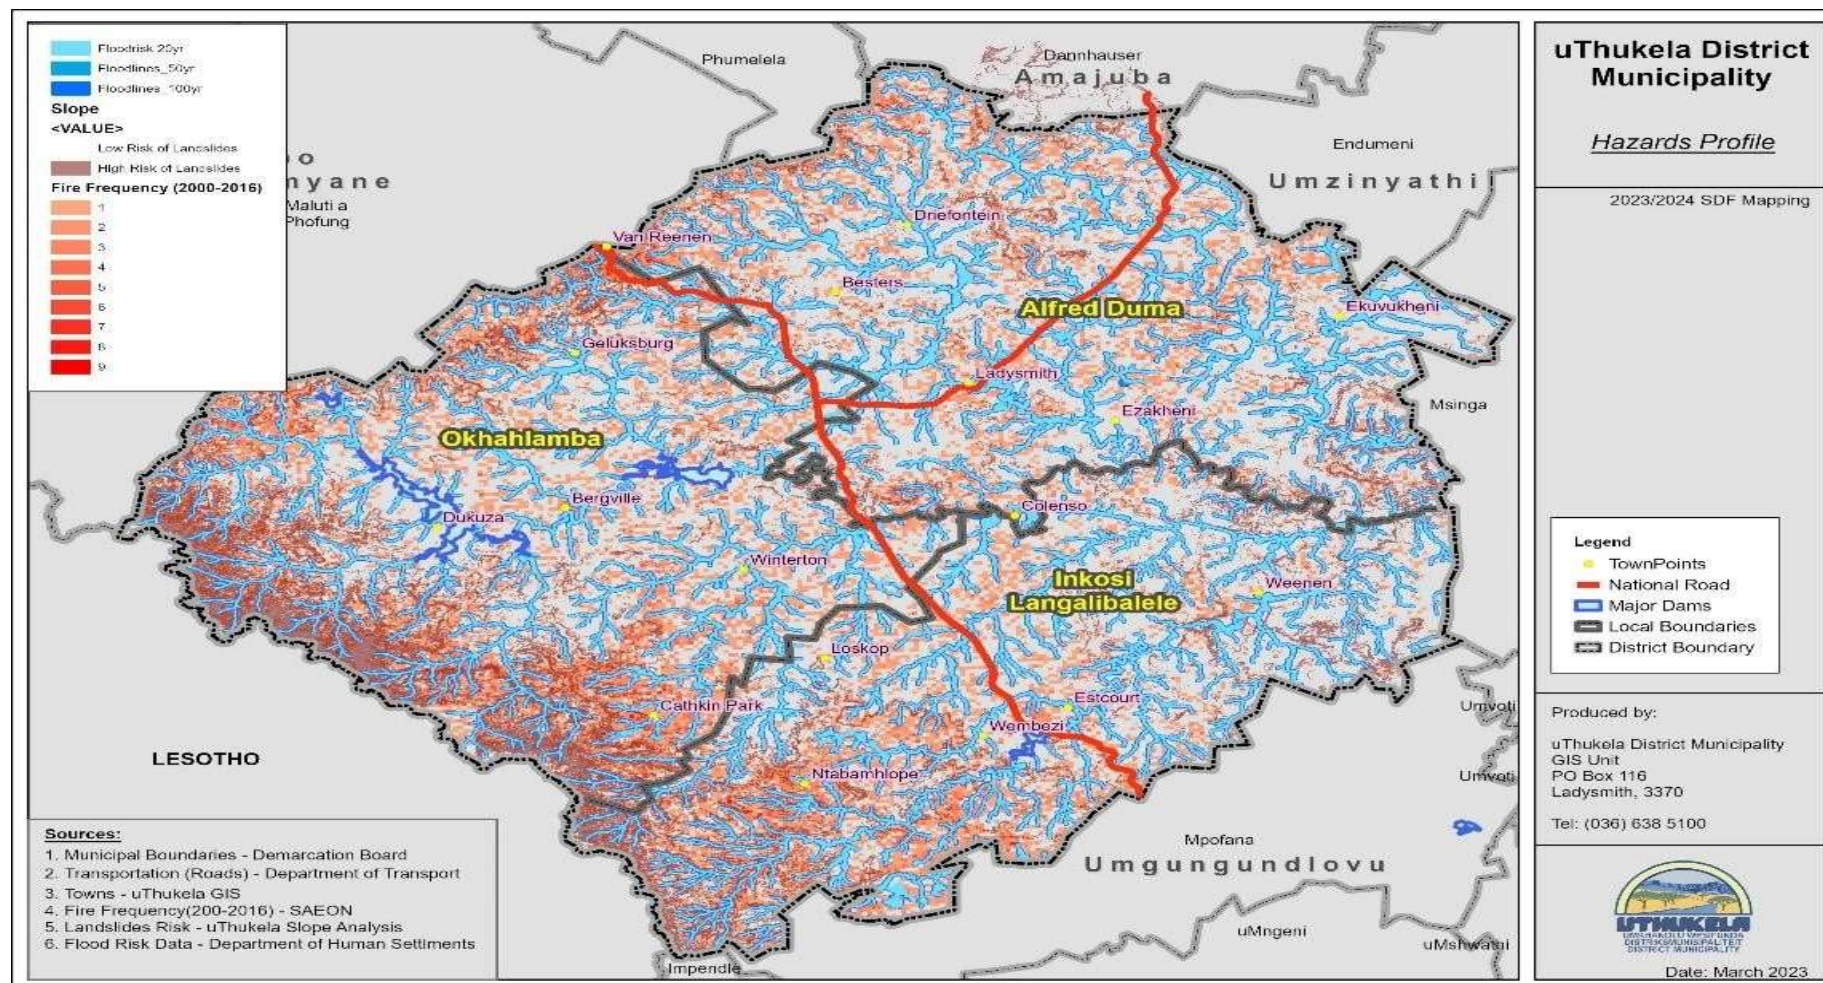 Floodrisk 20yr
Floodlines_50yr
Floodlines_100yr
Slope
<VALUE>
Low Risk of Landslides
High Risk of Landslides
Fire Frequency (2000-2016)
1
2
3
4
5
6
7
8
9
Phumelela
Dannhauser
Amajuba
Endumeni
Umzinyathi
o
nyane
Maluti a
Phofung
Driefontein
Van Reenen
Besters
Alfred Duma
Ekuvukheni
Geluksburg
Ladysmith
Msinga
Ezakheni
Okhahlamba
Bergville
Colenso
Dukuza
Winterton
Inkosi
Langalibalele
Weenen
Loskop
Estcourt
Cathkin Park
Wembezi
Umvoti
LESOTHO
Ntabamhlope
Umvoti
Mpofana
Umgungundlovu
uMngeni
uMshwathi
Impendle
Sources:
1. Municipal Boundaries - Demarcation Board
2. Transportation (Roads) - Department of Transport
3. Towns - uThukela GIS
4. Fire Frequency(200-2016) - SAEON
5. Landslides Risk - uThukela Slope Analysis
6. Flood Risk Data - Department of Human Settlments
uThukela District
Municipality
Hazards Profile
2023/2024 SDF Mapping
Legend
TownPoints
National Road
Major Dams
Local Boundaries
District Boundary
Produced by:
uThukela District Municipality
GIS Unit
PO Box 116
Ladysmith, 3370
Tel: (036) 638 5100
UTHUKELA
DISTRIKSMUNISIPALITEIT
DISTRICT MUNICIPALITY
Date: March 2023